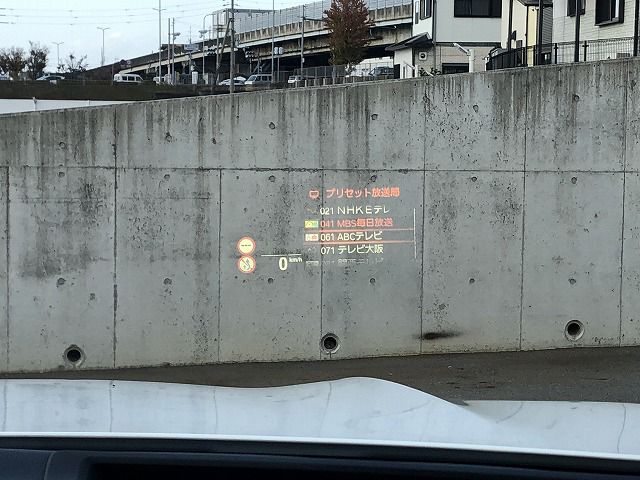 プリセット放送局
021 NHKEテレ
041 MBS毎日放送
061 ABCテレビ
071 テレビ大阪
0 km/h